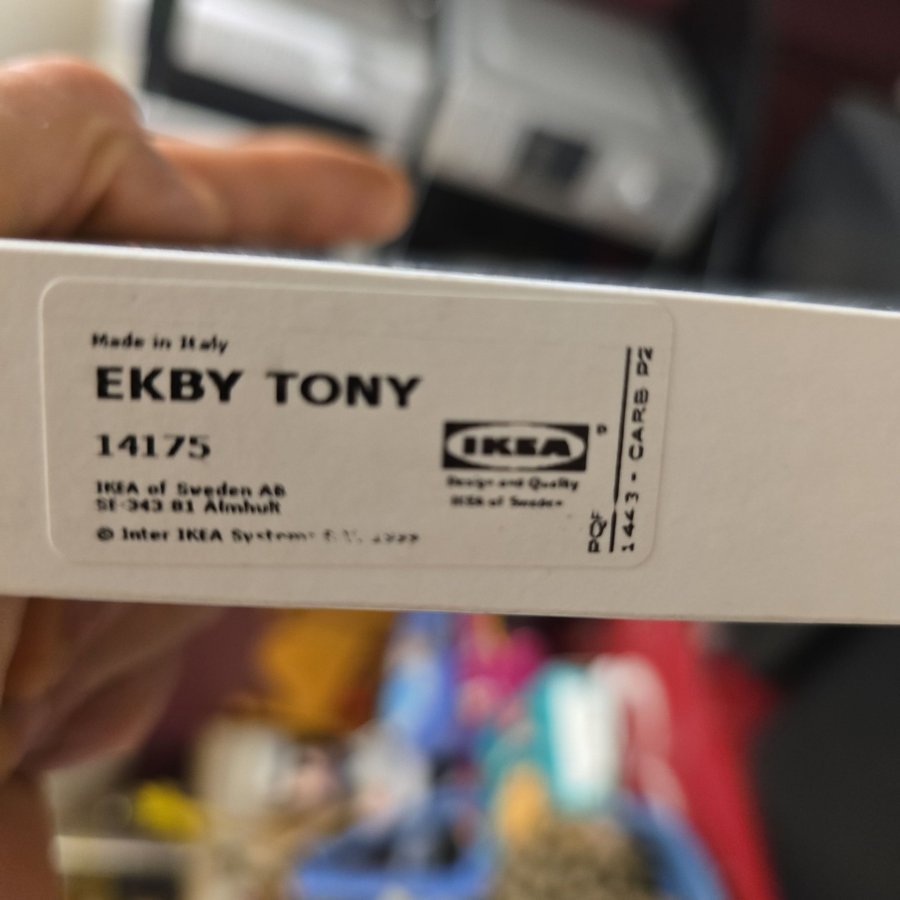 Made in Italy
EKBY TONY
14175
IKEA of Sweden AB
SE-343 81 Älmhult
© Inter IKEA Systems
IKEA
Design and Quality
IKEA of Sweden
PQF
1443 - CARB P2